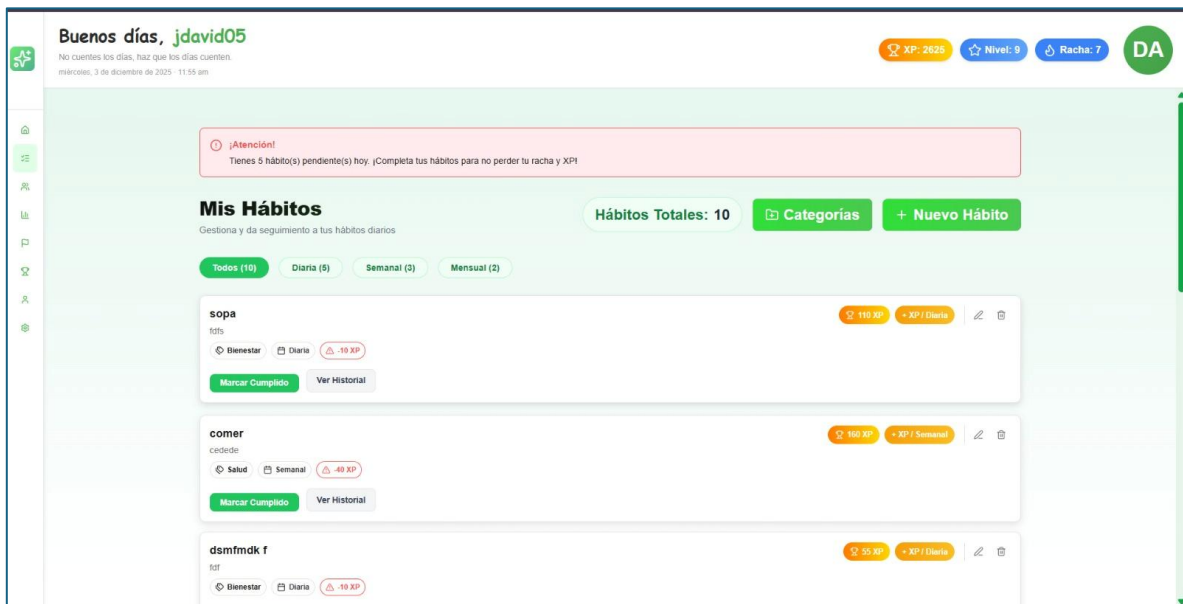 Buenos días, jdavid05
No cuentes los días, haz que los días cuenten.
miércoles, 3 de diciembre de 2025 · 11:55 am
XP: 2625
Nivel: 9
Racha: 7
DA
¡Atención!
Tienes 5 hábito(s) pendiente(s) hoy. ¡Completa tus hábitos para no perder tu racha y XP!
Mis Hábitos
Gestiona y da seguimiento a tus hábitos diarios
Hábitos Totales: 10
Categorías
+ Nuevo Hábito
Todos (10)
Diaria (5)
Semanal (3)
Mensual (2)
sopa
fdfs
Bienestar
Diaria
-10 XP
110 XP
+ XP / Diaria
Marcar Cumplido
Ver Historial
comer
cedede
Salud
Semanal
-40 XP
160 XP
+ XP / Semanal
Marcar Cumplido
Ver Historial
dsmfmdk f
fdf
Bienestar
Diaria
-10 XP
55 XP
+ XP / Diaria